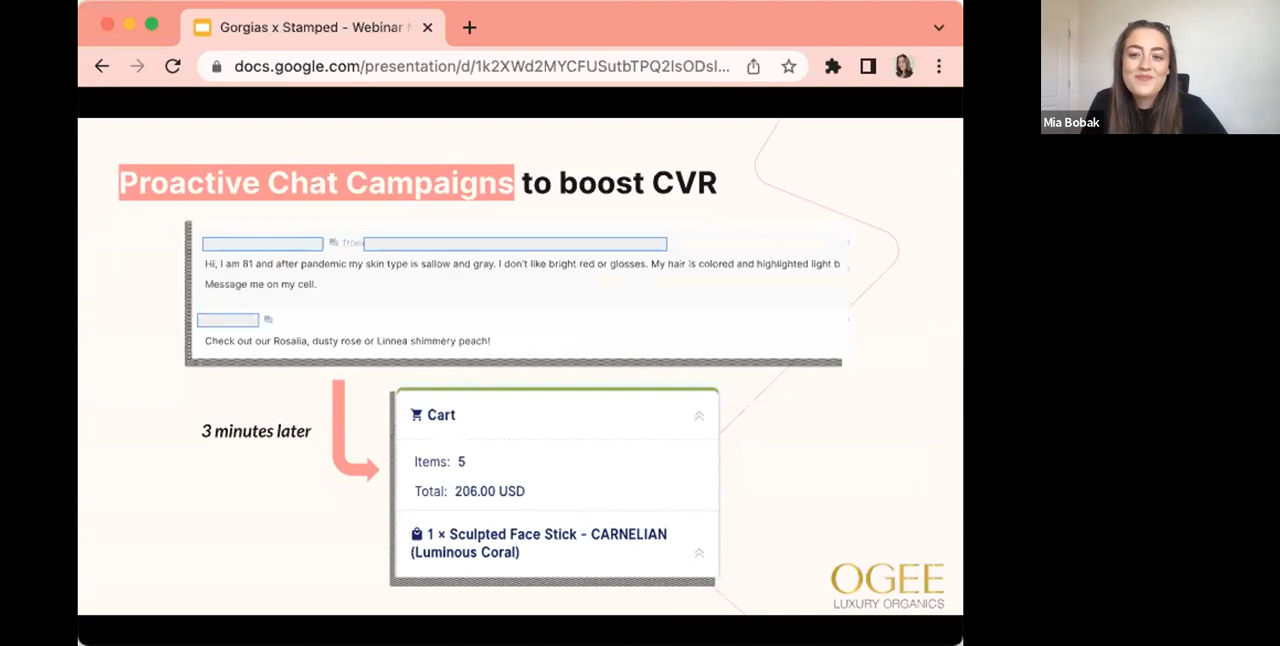 Gorgias x Stamped - Webinar
docs.google.com/presentation/d/1k2XWd2MYCFUSutbTPQ2IsODsI...
Mia Bobak
Proactive Chat Campaigns to boost CVR
from
Hi, I am 81 and after pandemic my skin type is sallow and gray. I don't like bright red or glosses. My hair is colored and highlighted light b
Message me on my cell.
Check out our Rosalia, dusty rose or Linnea shimmery peach!
3 minutes later
Cart
Items: 5
Total: 206.00 USD
1 × Sculpted Face Stick - CARNELIAN
(Luminous Coral)
OGEE
LUXURY ORGANICS